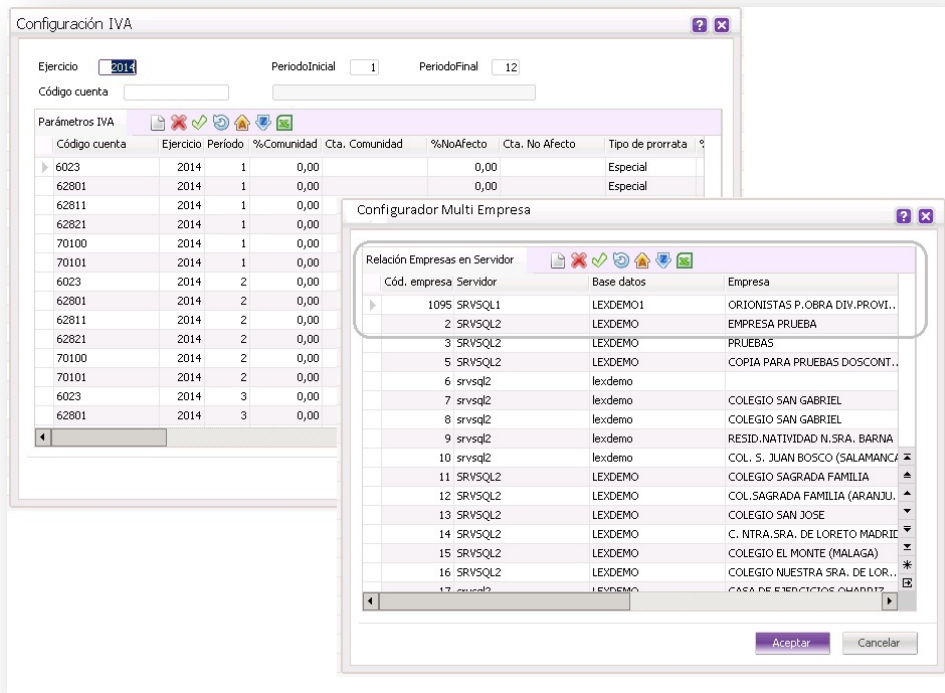 Configuración IVA
Ejercicio 2014 PeriodoInicial 1 PeriodoFinal 12
Código cuenta
Parámetros IVA
Código cuenta Ejercicio Período %Comunidad Cta. Comunidad %NoAfecto Cta. No Afecto Tipo de prorrata %
6023 2014 1 0,00 0,00 Especial
62801 2014 1 0,00 0,00 Especial
62811 2014 1 0,00
62821 2014 1 0,00
70100 2014 1 0,00
70101 2014 1 0,00
6023 2014 2 0,00
62801 2014 2 0,00
62811 2014 2 0,00
62821 2014 2 0,00
70100 2014 2 0,00
70101 2014 2 0,00
6023 2014 3 0,00
62801 2014 3 0,00
Configurador Multi Empresa
Relación Empresas en Servidor
Cód. empresa Servidor Base datos Empresa
1095 SRVSQL1 LEXDEMO1 ORIONISTAS P.OBRA DIV.PROVI...
2 SRVSQL2 LEXDEMO EMPRESA PRUEBA
3 SRVSQL2 LEXDEMO PRUEBAS
5 SRVSQL2 LEXDEMO COPIA PARA PRUEBAS DOSCONT...
6 srvsql2 lexdemo
7 srvsql2 lexdemo COLEGIO SAN GABRIEL
8 srvsql2 lexdemo COLEGIO SAN GABRIEL
9 srvsql2 lexdemo RESID.NATIVIDAD N.SRA. BARNA
10 srvsql2 lexdemo COL. S. JUAN BOSCO (SALAMANCA
11 SRVSQL2 LEXDEMO COLEGIO SAGRADA FAMILIA
12 SRVSQL2 LEXDEMO COL.SAGRADA FAMILIA (ARANJU.
13 SRVSQL2 LEXDEMO COLEGIO SAN JOSE
14 SRVSQL2 LEXDEMO C. NTRA.SRA. DE LORETO MADRID
15 SRVSQL2 LEXDEMO COLEGIO EL MONTE (MALAGA)
16 SRVSQL2 LEXDEMO COLEGIO NUESTRA SRA. DE LOR...
17 srvsql2 LEXDEMO CASA DE EJERCICIOS
Aceptar Cancelar